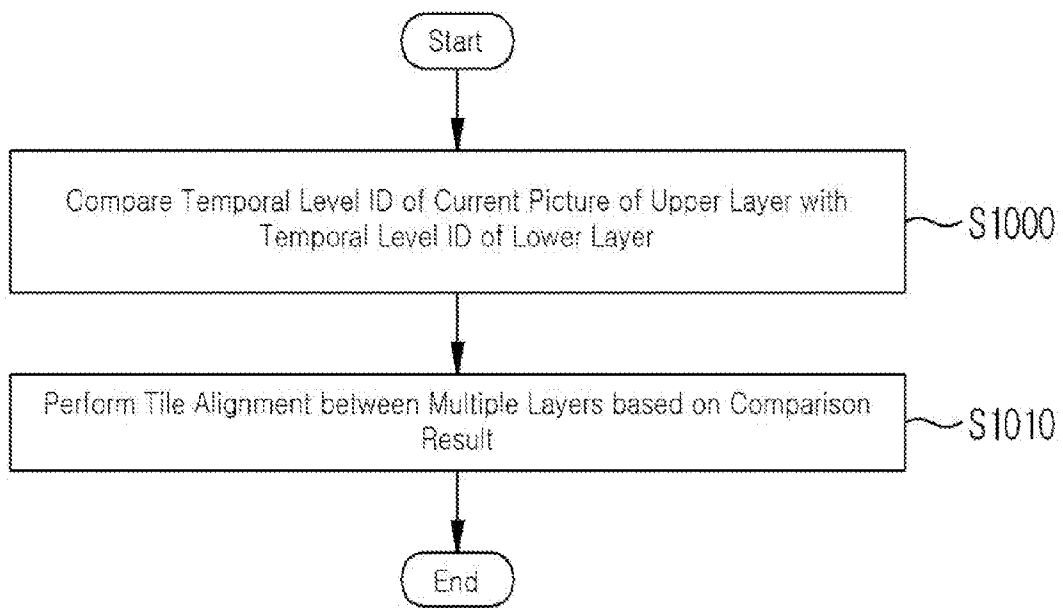 Start
Compare Temporal Level ID of Current Picture of Upper Layer with
Temporal Level ID of Lower Layer
S1000
Perform Tile Alignment between Multiple Layers based on Comparison
Result
S1010
End